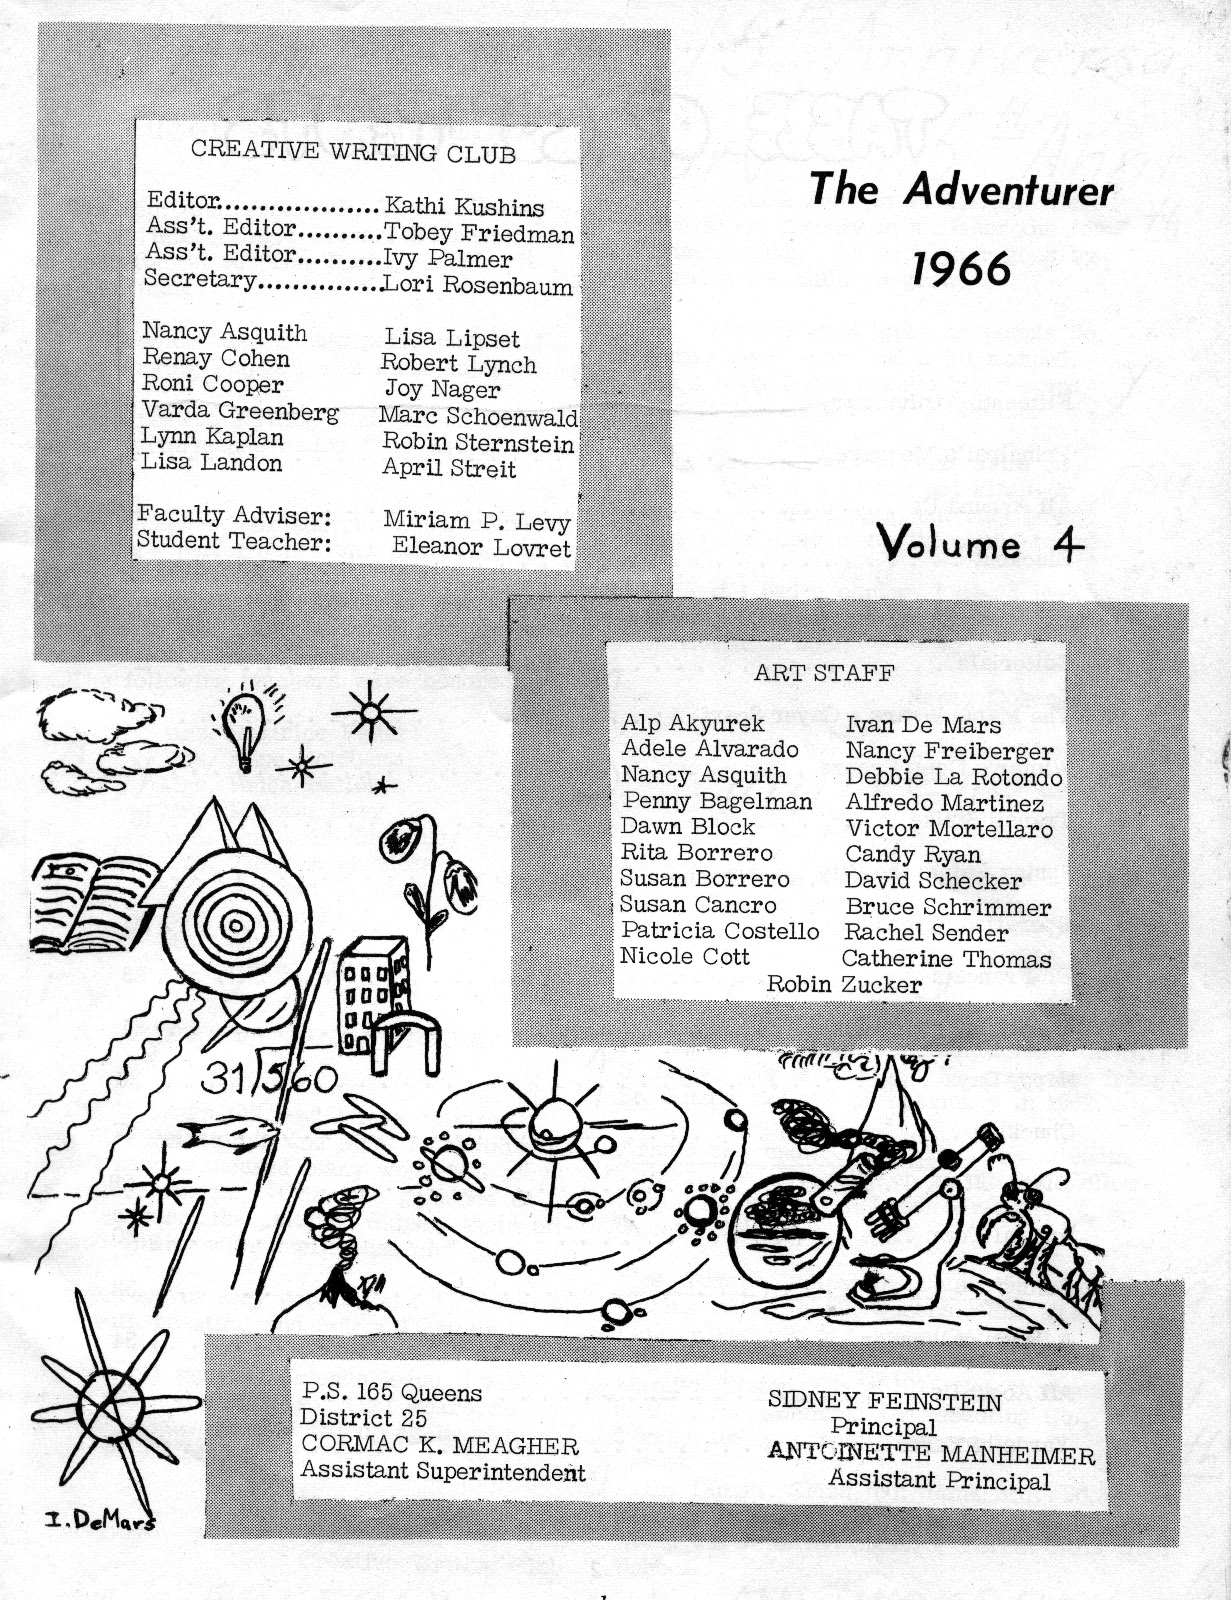 CREATIVE WRITING CLUB
Editor.................. Kathi Kushins
Ass't. Editor..........Tobey Friedman
Ass't. Editor..........Ivy Palmer
Secretary..............Lori Rosenbaum
Nancy Asquith Lisa Lipset
Renay Cohen Robert Lynch
Roni Cooper Joy Nager
Varda Greenberg Marc Schoenwald
Lynn Kaplan Robin Sternstein
Lisa Landon April Streit
Faculty Adviser: Miriam P. Levy
Student Teacher: Eleanor Lovret
The Adventurer
1966
Volume 4
ART STAFF
Alp Akyurek Ivan De Mars
Adele Alvarado Nancy Freiberger
Nancy Asquith Debbie La Rotondo
Penny Bagelman Alfredo Martinez
Dawn Block Victor Mortellaro
Rita Borrero Candy Ryan
Susan Borrero David Schecker
Susan Cancro Bruce Schrimmer
Patricia Costello Rachel Sender
Nicole Cott Catherine Thomas
Robin Zucker
31/560
P.S. 165 Queens
District 25
CORMAC K. MEAGHER
Assistant Superintendent
SIDNEY FEINSTEIN
Principal
ANTOINETTE MANHEIMER
Assistant Principal
I. DeMars